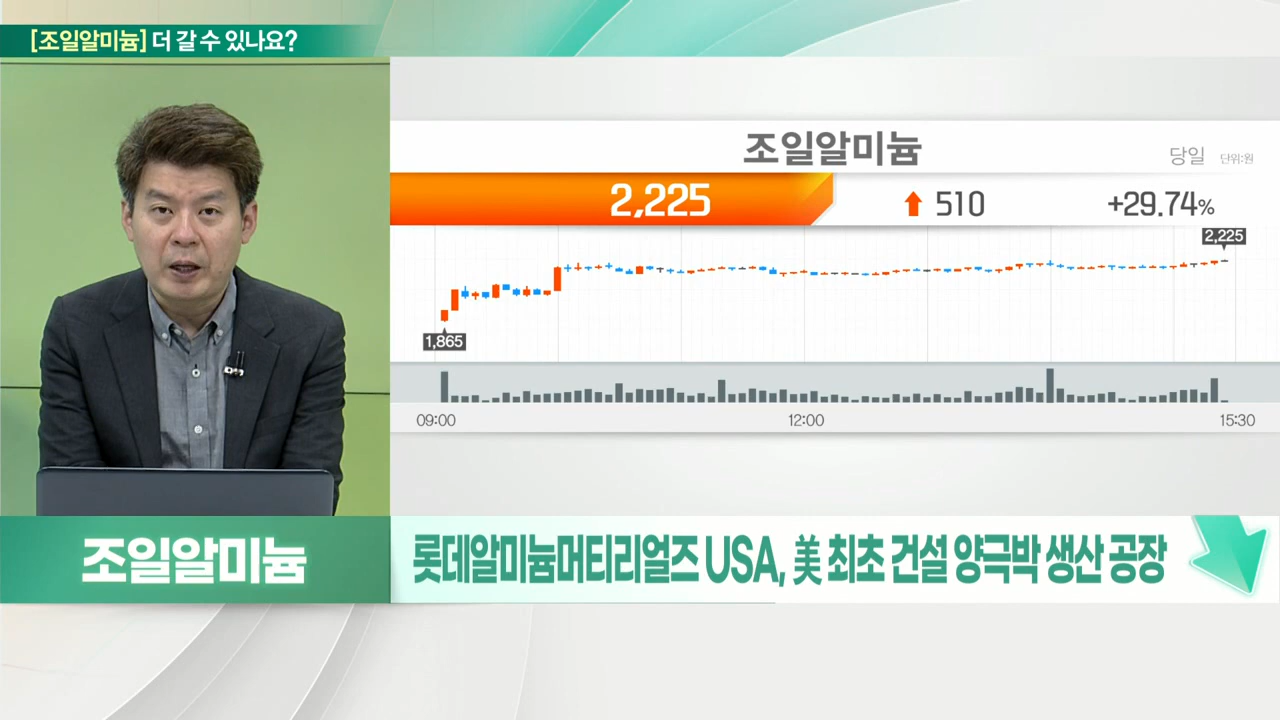 [조일알미늄] 더 갈 수 있나요?
조일알미늄
당일 단위:원
2,225 510 +29.74%
2,225
1,865
09:00 12:00 15:30
조일알미늄
롯데알미늄머티리얼즈 USA, 美 최초 건설 양극박 생산 공장